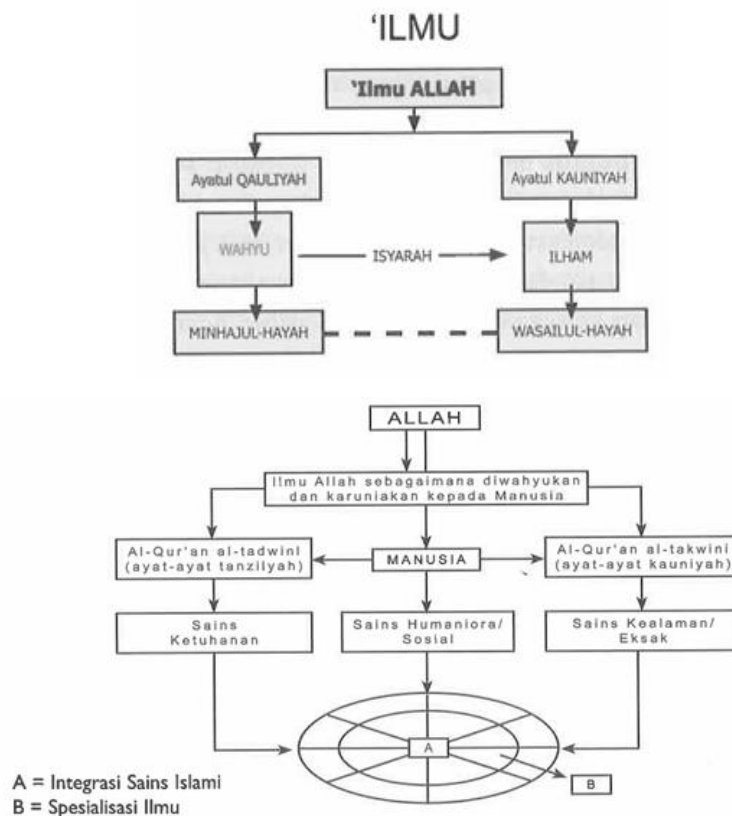 'ILMU
'Ilmu ALLAH
Ayatul QAULIYAH
Ayatul KAUNIYAH
WAHYU
ISYARAH
ILHAM
MINHAJUL-HAYAH
WASAILUL-HAYAH
ALLAH
Ilmu Allah sebagaimana diwahyukan
dan karuniakan kepada Manusia
Al-Qur'an al-tadwini
(ayat-ayat tanzilyah)
MANUSIA
Al-Qur'an al-takwini
(ayat-ayat kauniyah)
Sains
Ketuhanan
Sains Humaniora/
Sosial
Sains Kealaman/
Eksak
A
B
A = Integrasi Sains Islami
B = Spesialisasi Ilmu